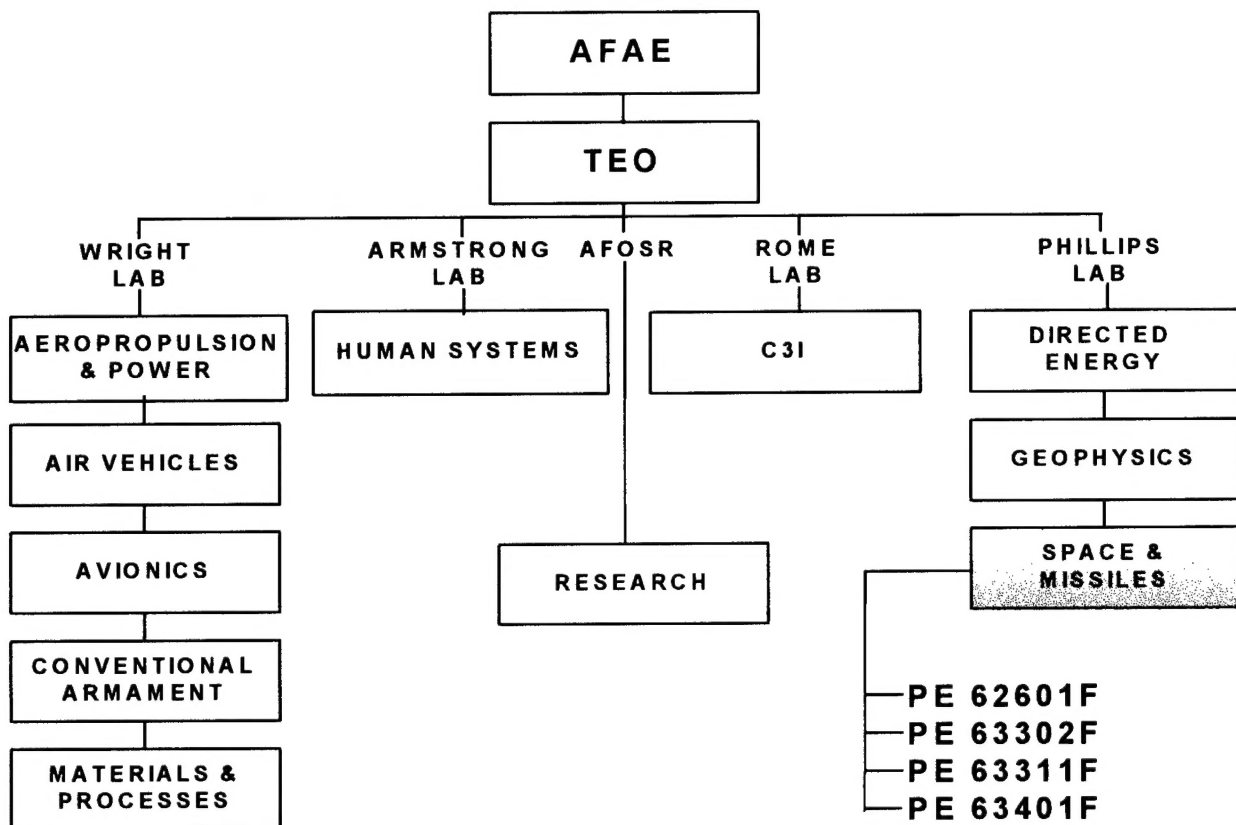 AFAE
TEO
WRIGHT
LAB
AEROPROPULSION
& POWER
AIR VEHICLES
AVIONICS
CONVENTIONAL
ARMAMENT
MATERIALS &
PROCESSES
ARMSTRONG
LAB
HUMAN SYSTEMS
AFOSR
RESEARCH
ROME
LAB
C3I
PHILLIPS
LAB
DIRECTED
ENERGY
GEOPHYSICS
SPACE &
MISSILES
PE 62601F
PE 63302F
PE 63311F
PE 63401F